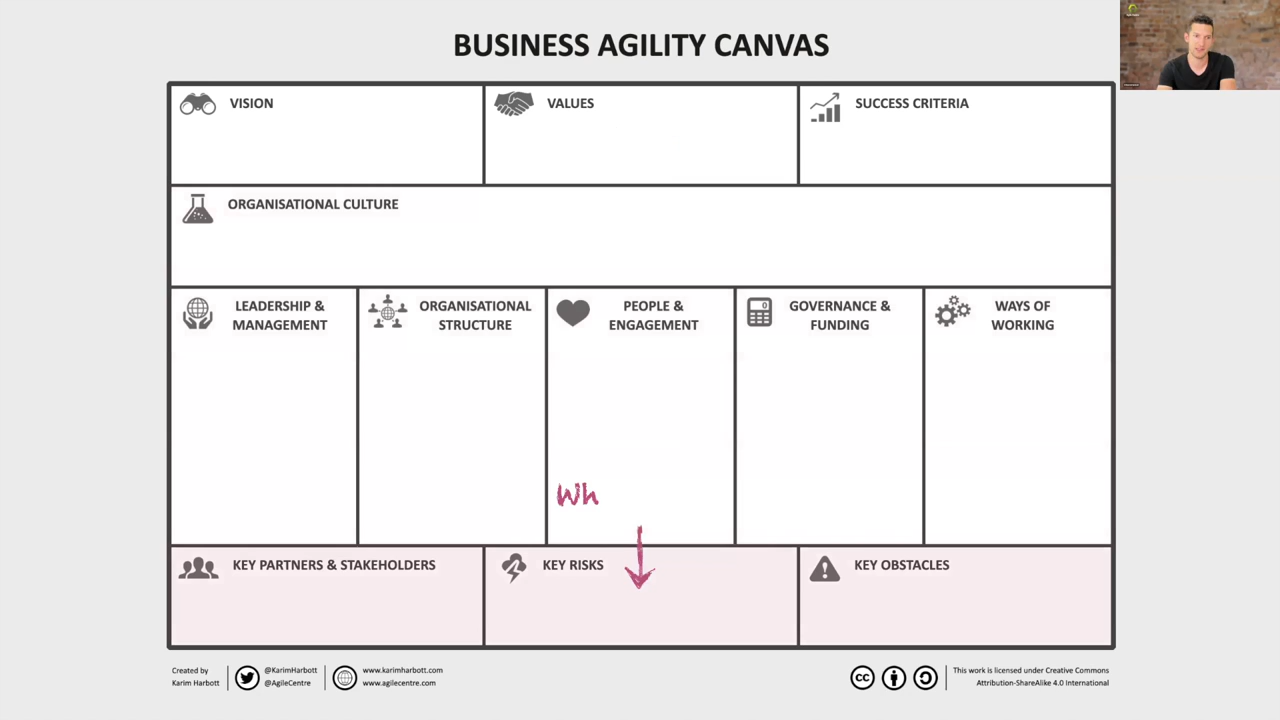 BUSINESS AGILITY CANVAS
VISION
VALUES
SUCCESS CRITERIA
ORGANISATIONAL CULTURE
LEADERSHIP &
MANAGEMENT
ORGANISATIONAL
STRUCTURE
PEOPLE &
ENGAGEMENT
GOVERNANCE &
FUNDING
WAYS OF
WORKING
Wh
KEY PARTNERS & STAKEHOLDERS
KEY RISKS
KEY OBSTACLES
Created by
Karim Harbott
@KarimHarbott
@AgileCentre
www.karimharbott.com
www.agilecentre.com
cc
This work is licensed under Creative Commons
Attribution-ShareAlike 4.0 International